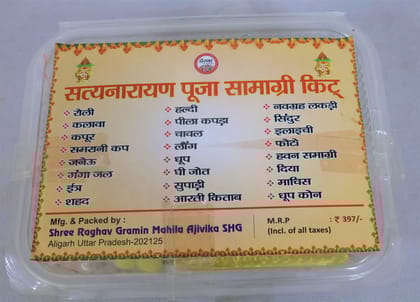 सत्यनारायण पूजा सामाग्री किट्
रोली
कलावा
कपूर
समरानी कप
जनेऊ
गंगा जल
इत्र
शहद
हल्दी
पीला कपड़ा
चावल
लौंग
धूप
घी जोत
सुपाड़ी
आरती किताब
नवग्रह लकड़ी
सिंदुर
इलाइची
फोटो
हवन समाग्री
दिया
माचिस
धूप कोन
Mfg. & Packed by :
Shree Raghav Gramin Mahila Ajivika SHG
Aligarh Uttar Pradesh-202125
M.R.P : ₹ 397/-
(Incl. of all taxes)